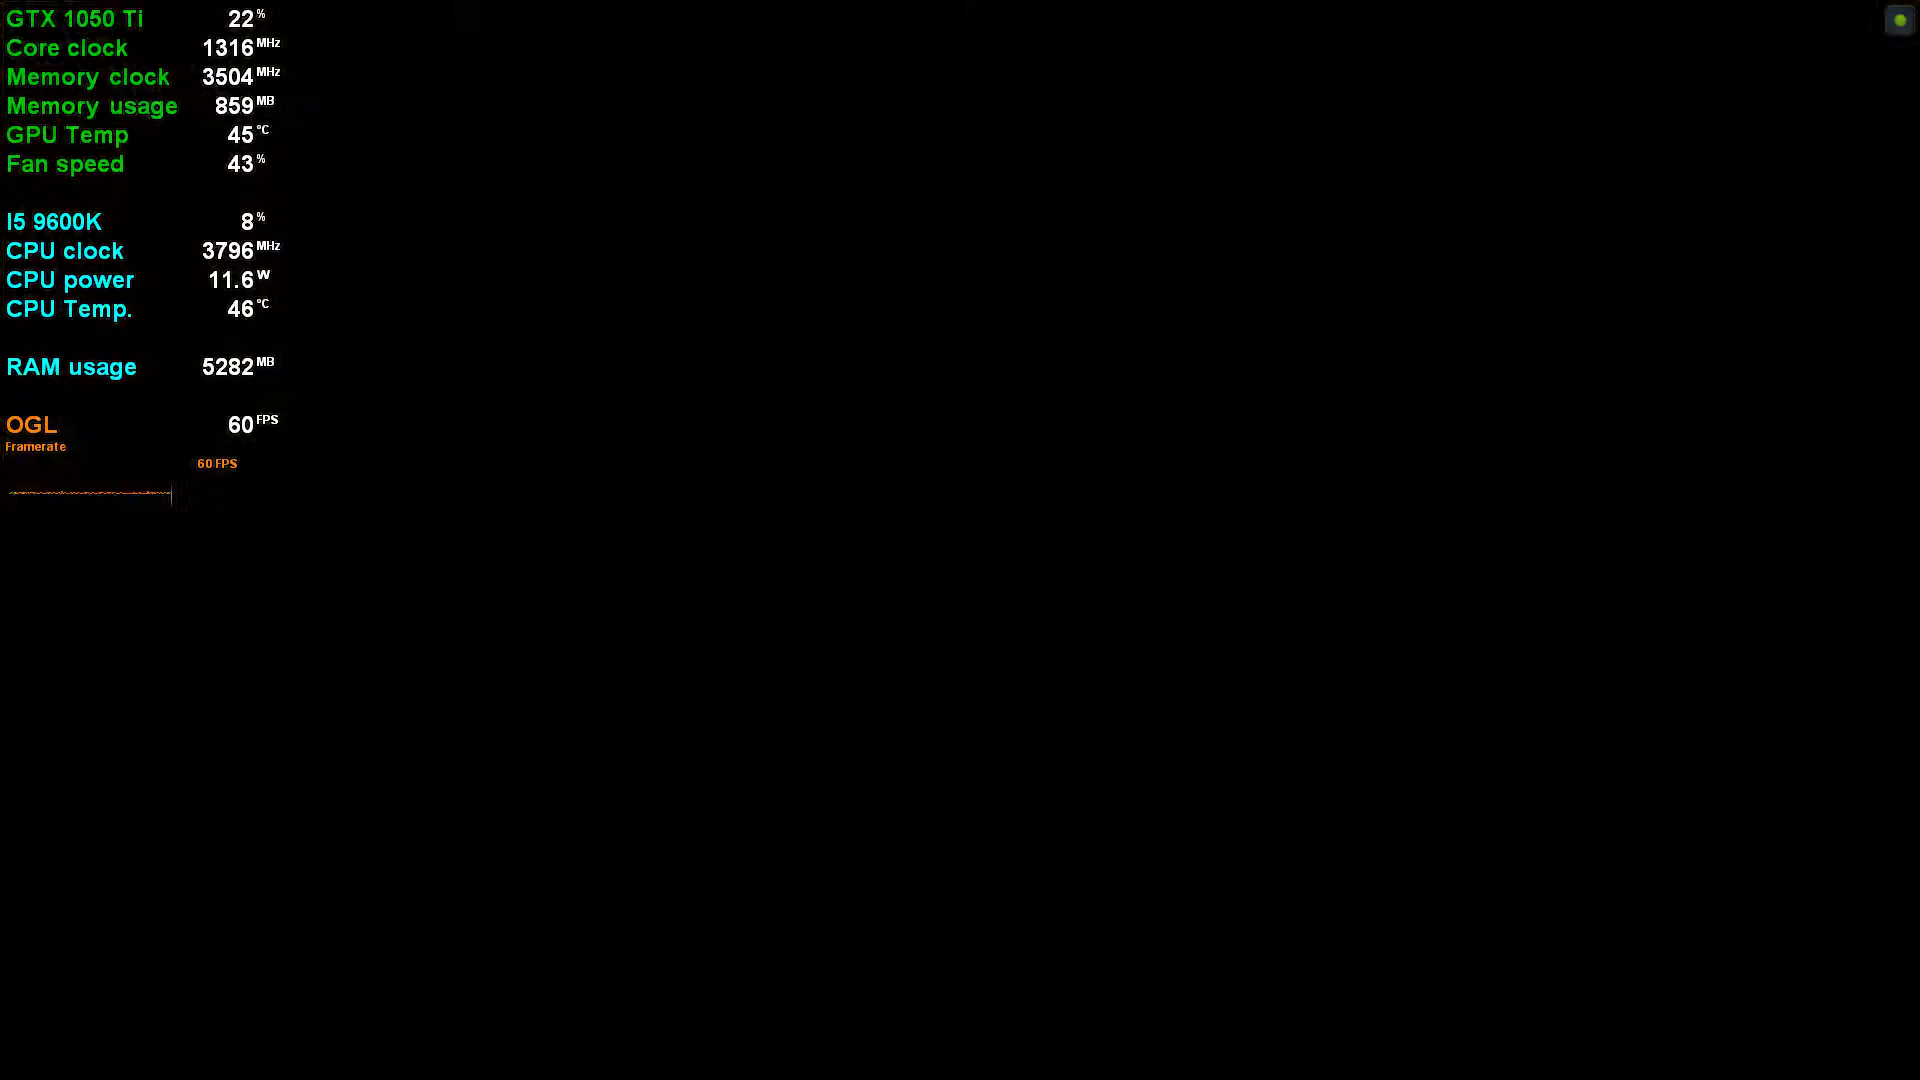 GTX 1050 Ti 22 %
Core clock 1316 MHz
Memory clock 3504 MHz
Memory usage 859 MB
GPU Temp 45 °C
Fan speed 43 %
I5 9600K 8 %
CPU clock 3796 MHz
CPU power 11.6 W
CPU Temp. 46 °C
RAM usage 5282 MB
OGL 60 FPS
Framerate
60 FPS